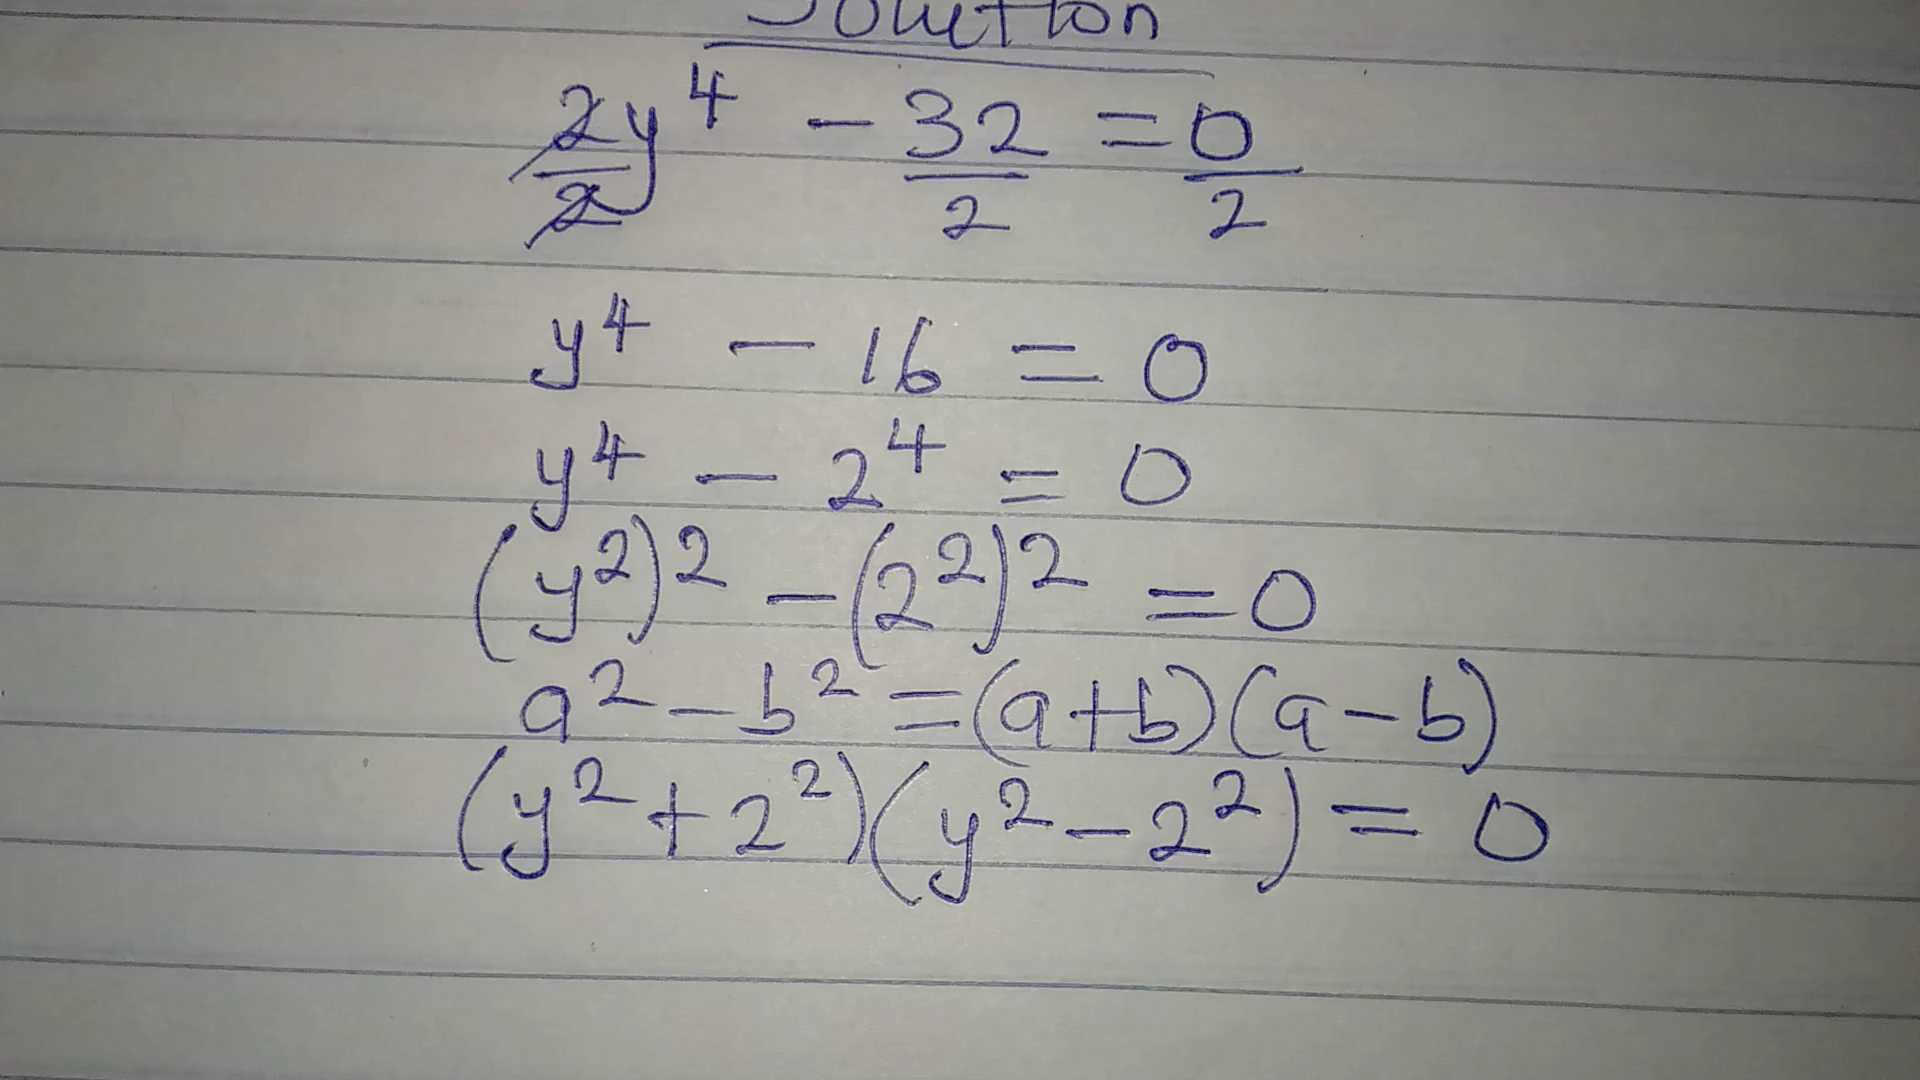 Solution
2y⁴/2 - 32/2 = 0/2
y⁴ - 16 = 0
y⁴ - 2⁴ = 0
(y²)² - (2²)² = 0
a² - b² = (a+b)(a-b)
(y² + 2²)(y² - 2²) = 0